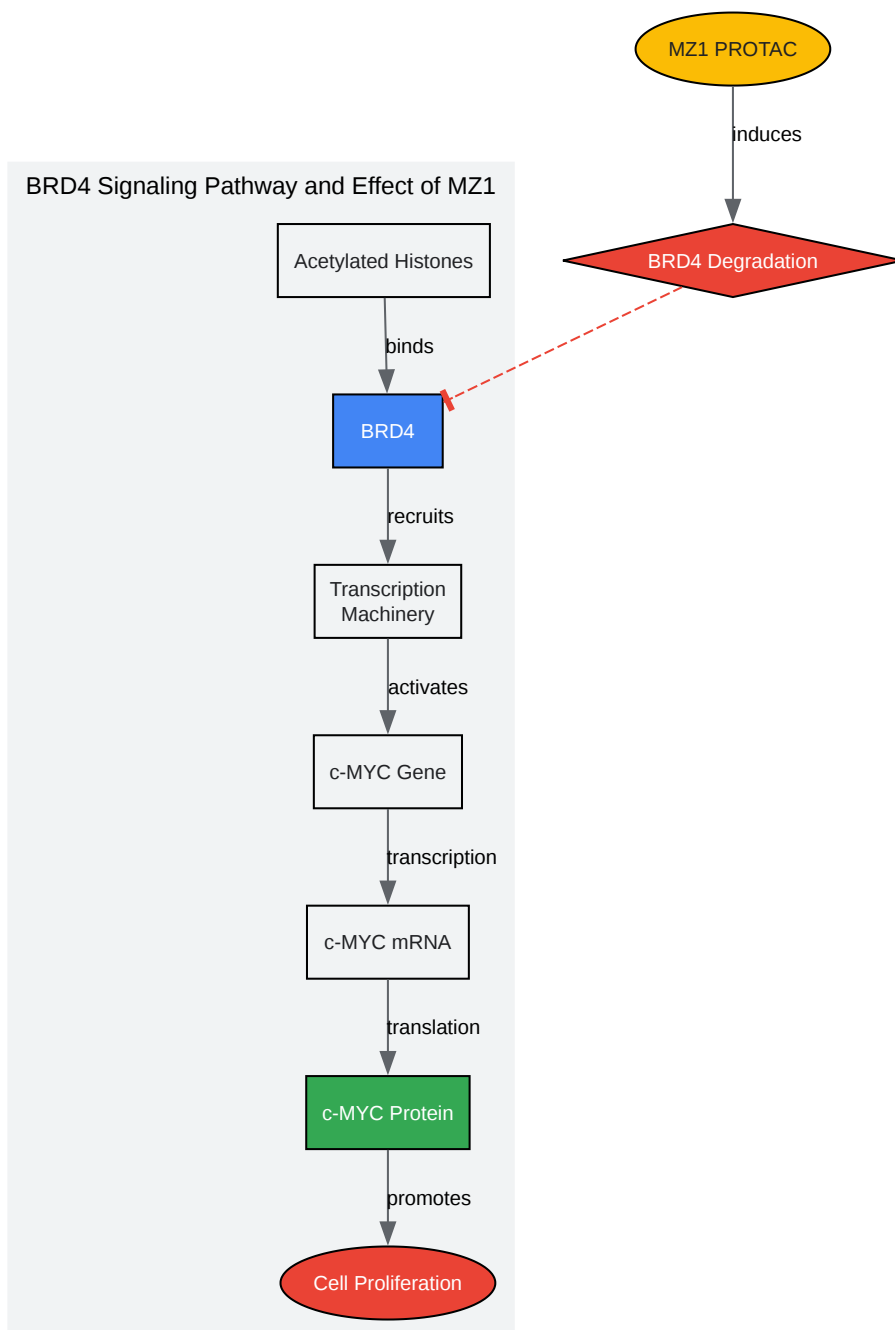 MZ1 PROTAC
induces
BRD4 Signaling Pathway and Effect of MZ1
Acetylated Histones
BRD4 Degradation
binds
BRD4
recruits
Transcription
Machinery
activates
c-MYC Gene
transcription
c-MYC mRNA
translation
c-MYC Protein
promotes
Cell Proliferation